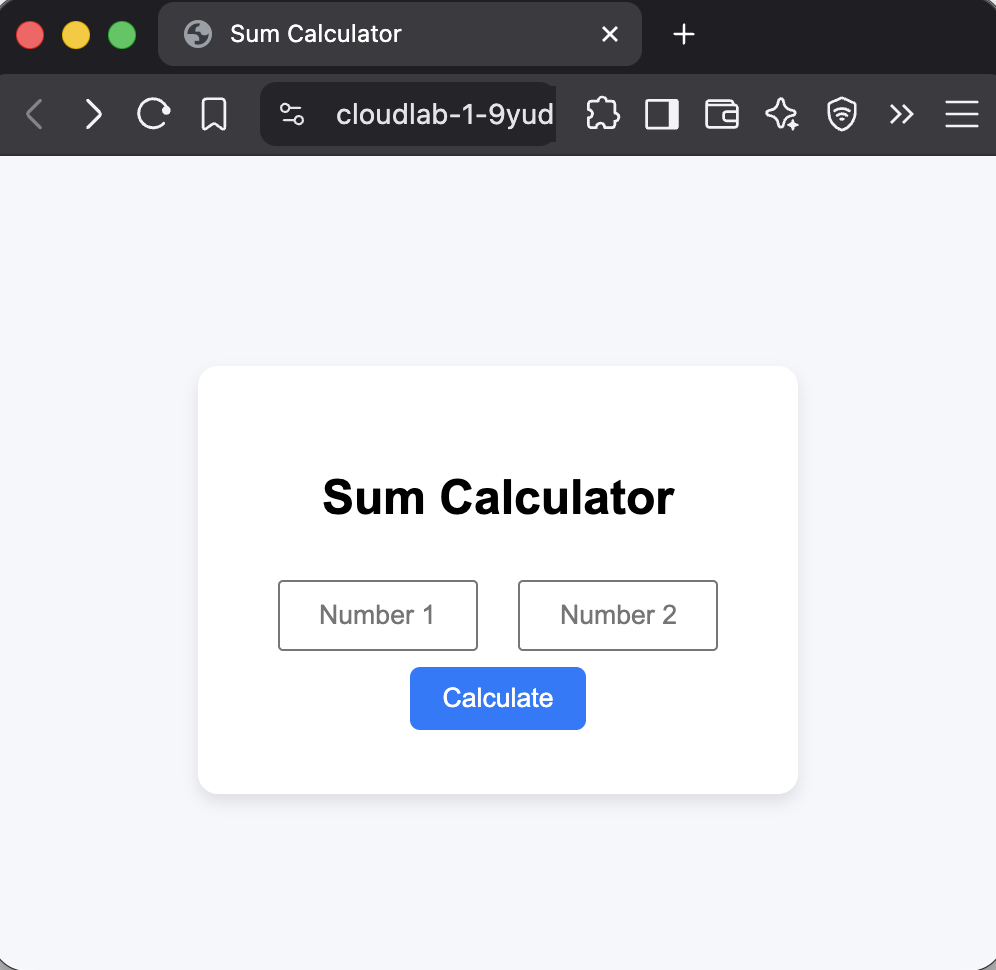 Sum Calculator
cloudlab-1-9yud
Sum Calculator
Number 1
Number 2
Calculate